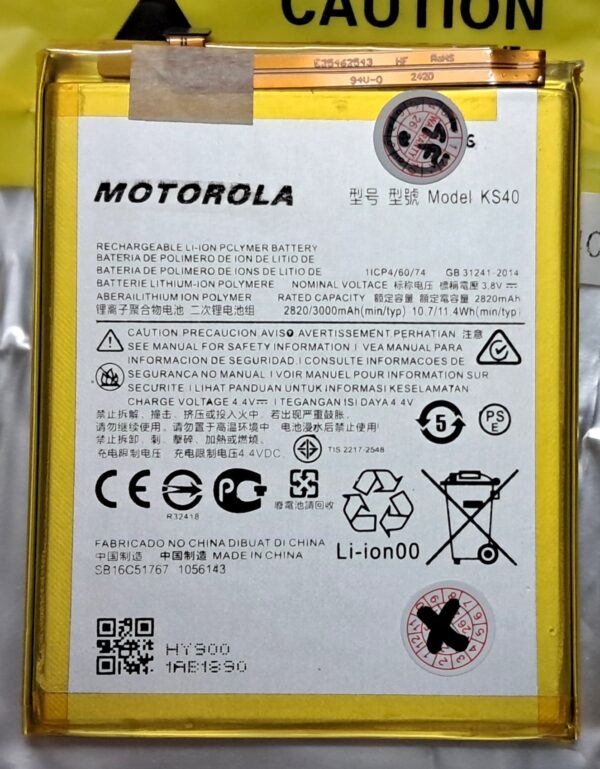 CAUTION
E25462543 HF RoHS
94V-0 2420
MOTOROLA
型号 型號 Model KS40
RECHARGEABLE LI-ION POLYMER BATTERY
BATERIA DE POLIMERO DE ION DE LITIO
BATERIA DE POLIMERO DE IONS DE LITIO DE
1ICP4/60/74 GB 31241-2014
BATTERIE LITHIUM-ION POLYMERE
NOMINAL VOLTAGE 标称电压 標稱電壓 3.8V⎓
ABERAILITHIUM ION POLYMER
RATED CAPACITY 额定容量 額定電容量 2820mAh
锂离子聚合物电池 二次锂电池组
2820/3000mAh(min/typ) 10.7/11.4Wh(min/typ)
CAUTION PRECAUCION AVISO AVERTISSEMENT PERHATIAN 注意
SEE MANUAL FOR SAFETY INFORMATION I VEA MANUAL PARA
INFORMACION DE SEGURIDAD I CONSULTE INFORMACOES DE
SEGURANCA NO MANUAL I VOIR MANUEL POUR INFORMATION SUR
SECURITE I LIHAT PANDUAN UNTUK INFORMASI KESELAMATAN
CHARGE VOLTAGE 4.4V⎓ I TEGANGAN ISI DAYA 4.4V
禁止拆解、撞击、挤压或投入火中,若出现严重鼓胀,
请勿继续使用。请勿置于高温环境中 电池浸水后禁止使用
禁止拆卸、刺、擊碎、加熱或燃燒。
充电限制电压 充電限制電壓4.4VDC
TIS 2217-2548
5
PS
E
CE
R32418
廢電池請回收
Li-ion00
FABRICADO NO CHINA DIBUAT DI CHINA
中国制造 中國製造 MADE IN CHINA
SB16C51767 1056143
HY900
1AB1890
X